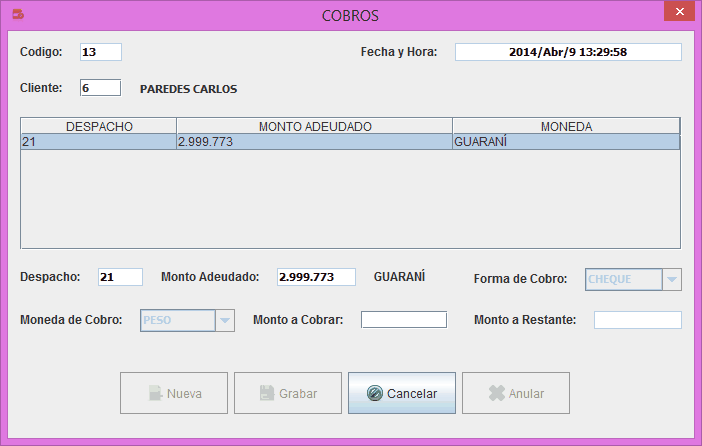 COBROS
Codigo: 13 Fecha y Hora: 2014/Abr/9 13:29:58
Cliente: 6 PAREDES CARLOS
DESPACHO MONTO ADEUDADO MONEDA
21 2.999.773 GUARANÍ
Despacho: 21 Monto Adeudado: 2.999.773 GUARANÍ Forma de Cobro: CHEQUE
Moneda de Cobro: PESO Monto a Cobrar: Monto a Restante:
Nueva Grabar Cancelar Anular